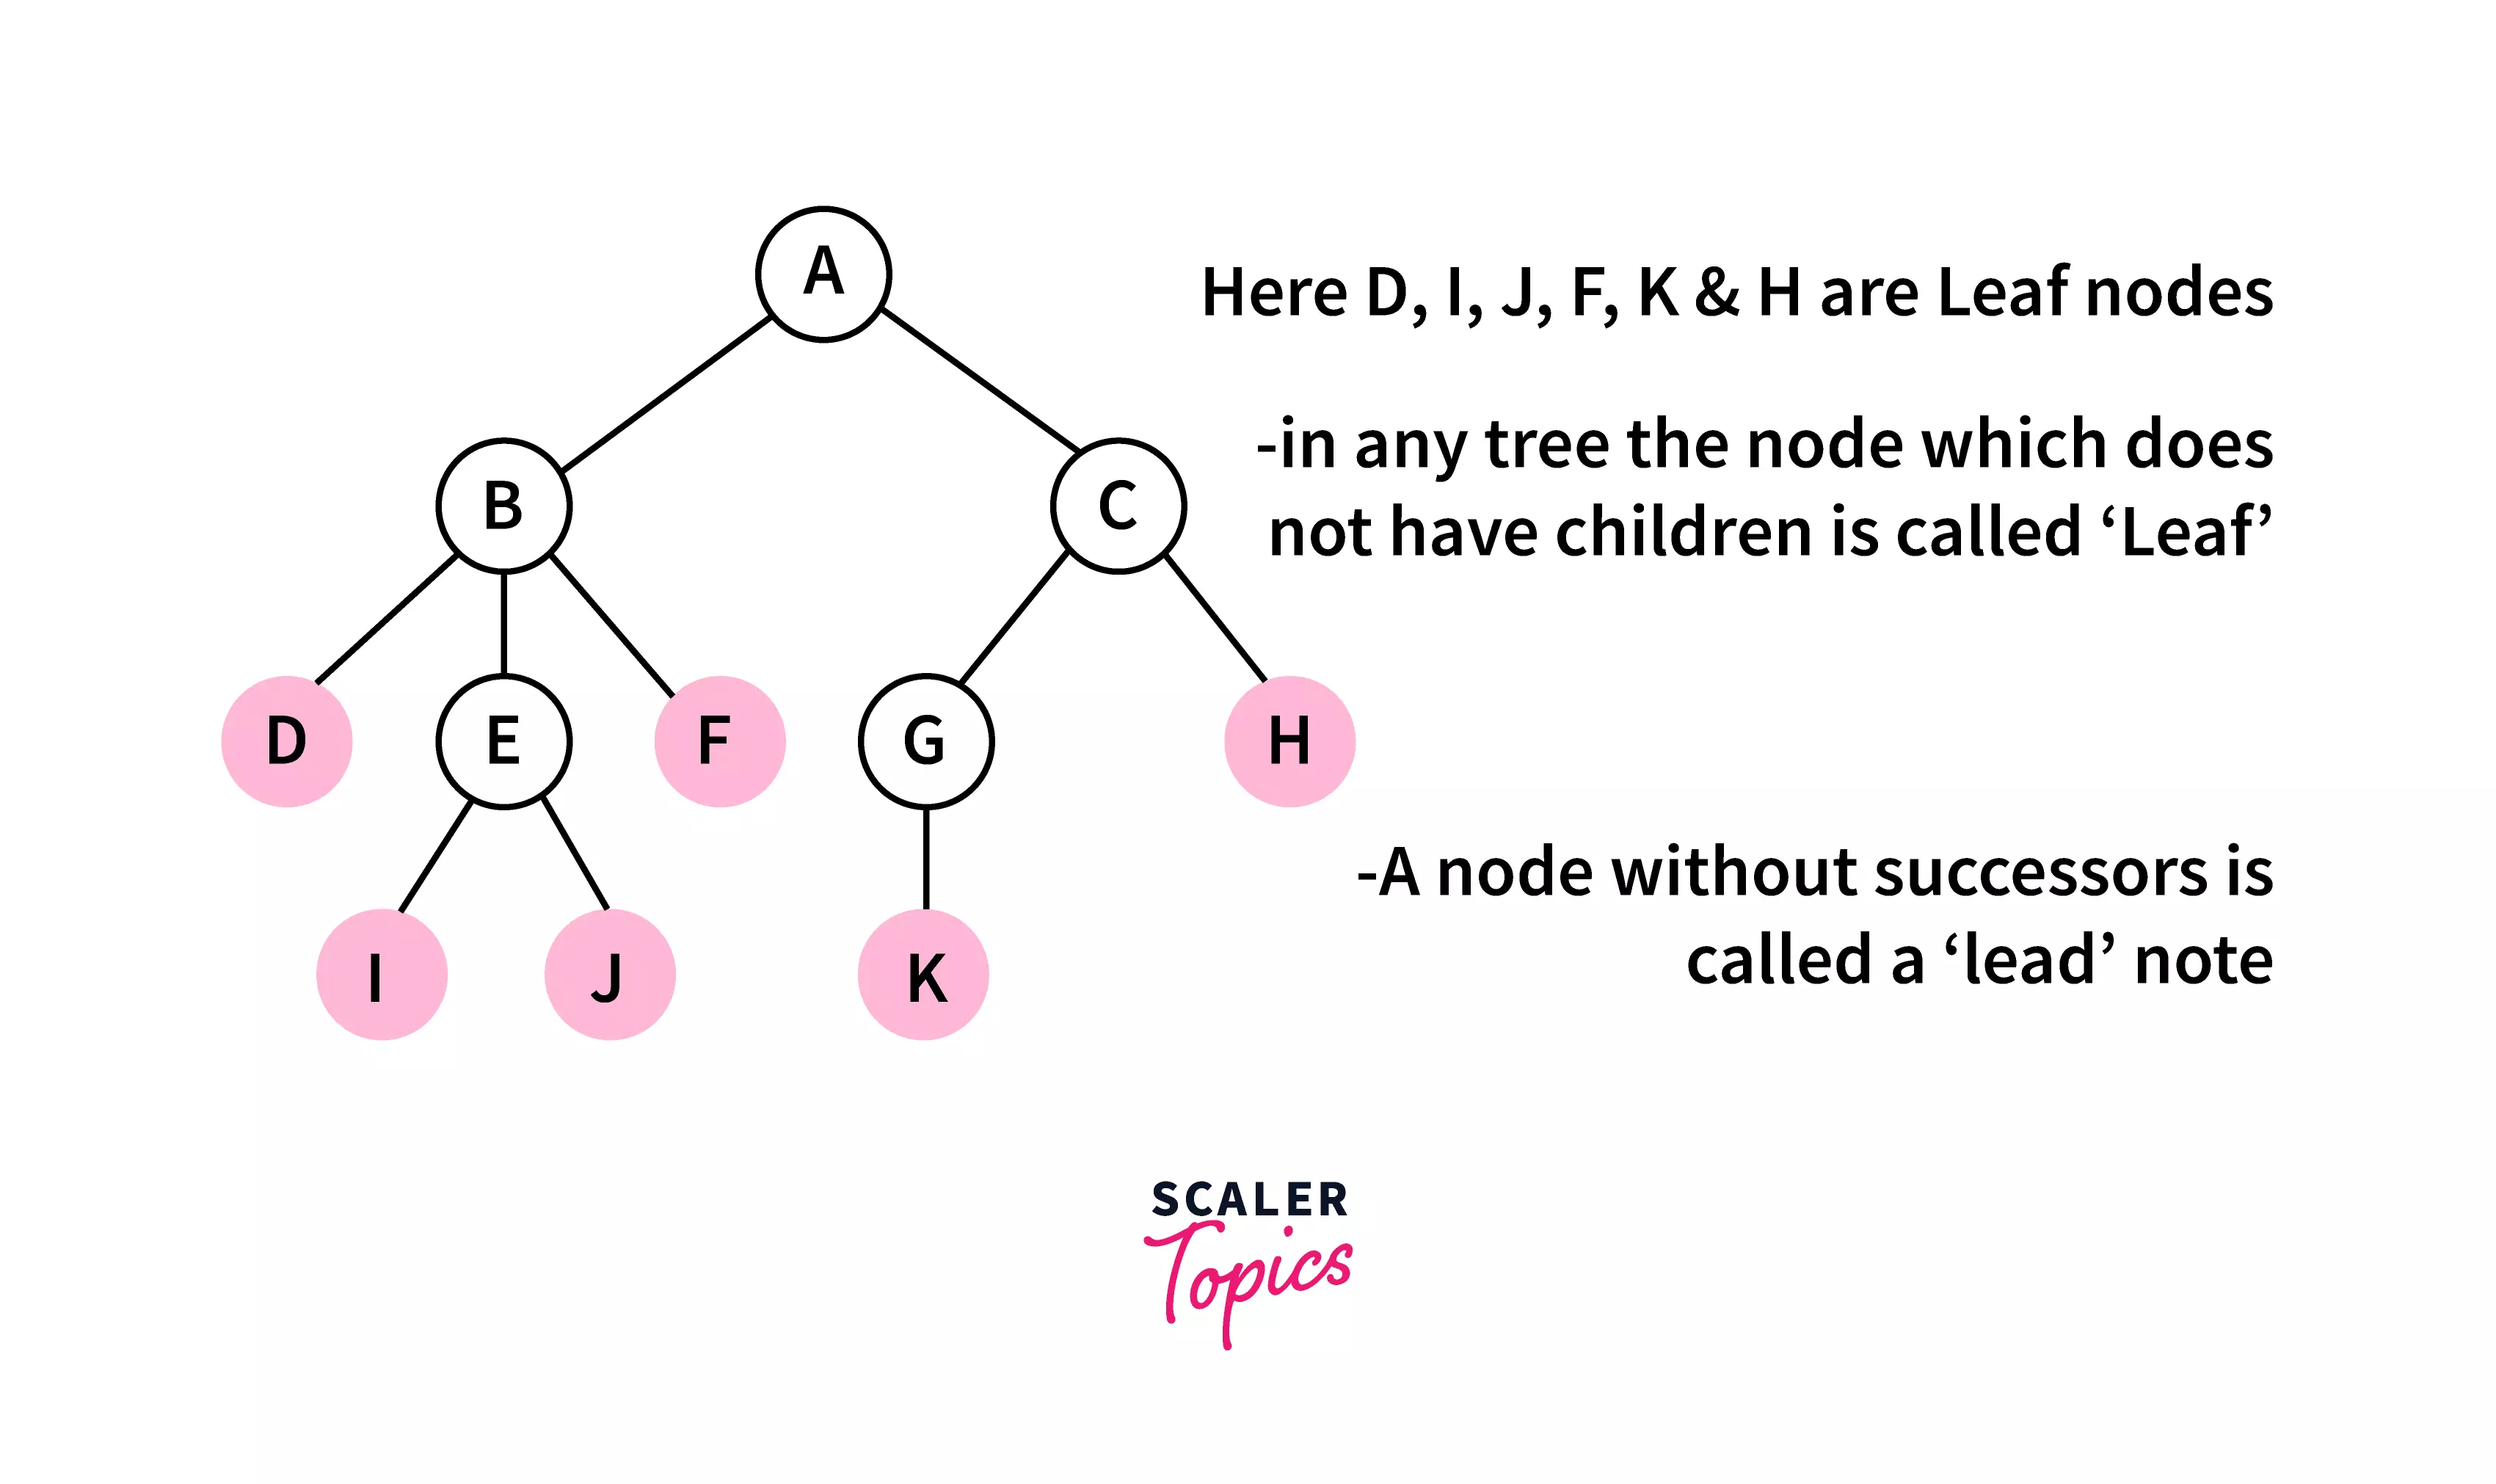 A
Here D, I, J, F, K & H are Leaf nodes
-in any tree the node which does
not have children is called ‘Leaf’
B
C
D
E
F
G
H
-A node without successors is
called a ‘lead’ note
I
J
K
SCALER
Topics